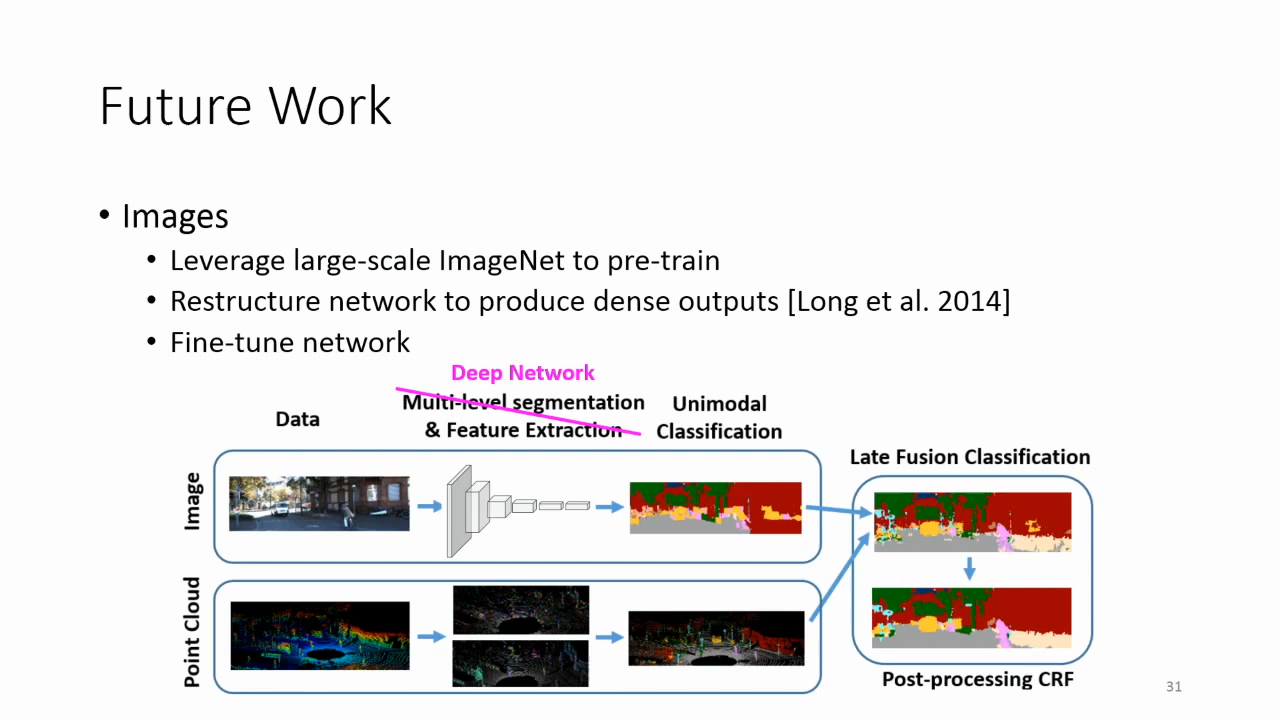 Future Work
• Images
• Leverage large-scale ImageNet to pre-train
• Restructure network to produce dense outputs [Long et al. 2014]
• Fine-tune network
Deep Network
Data
Multi-level segmentation
& Feature Extraction
Unimodal
Classification
Late Fusion Classification
Image
Point Cloud
Post-processing CRF
31